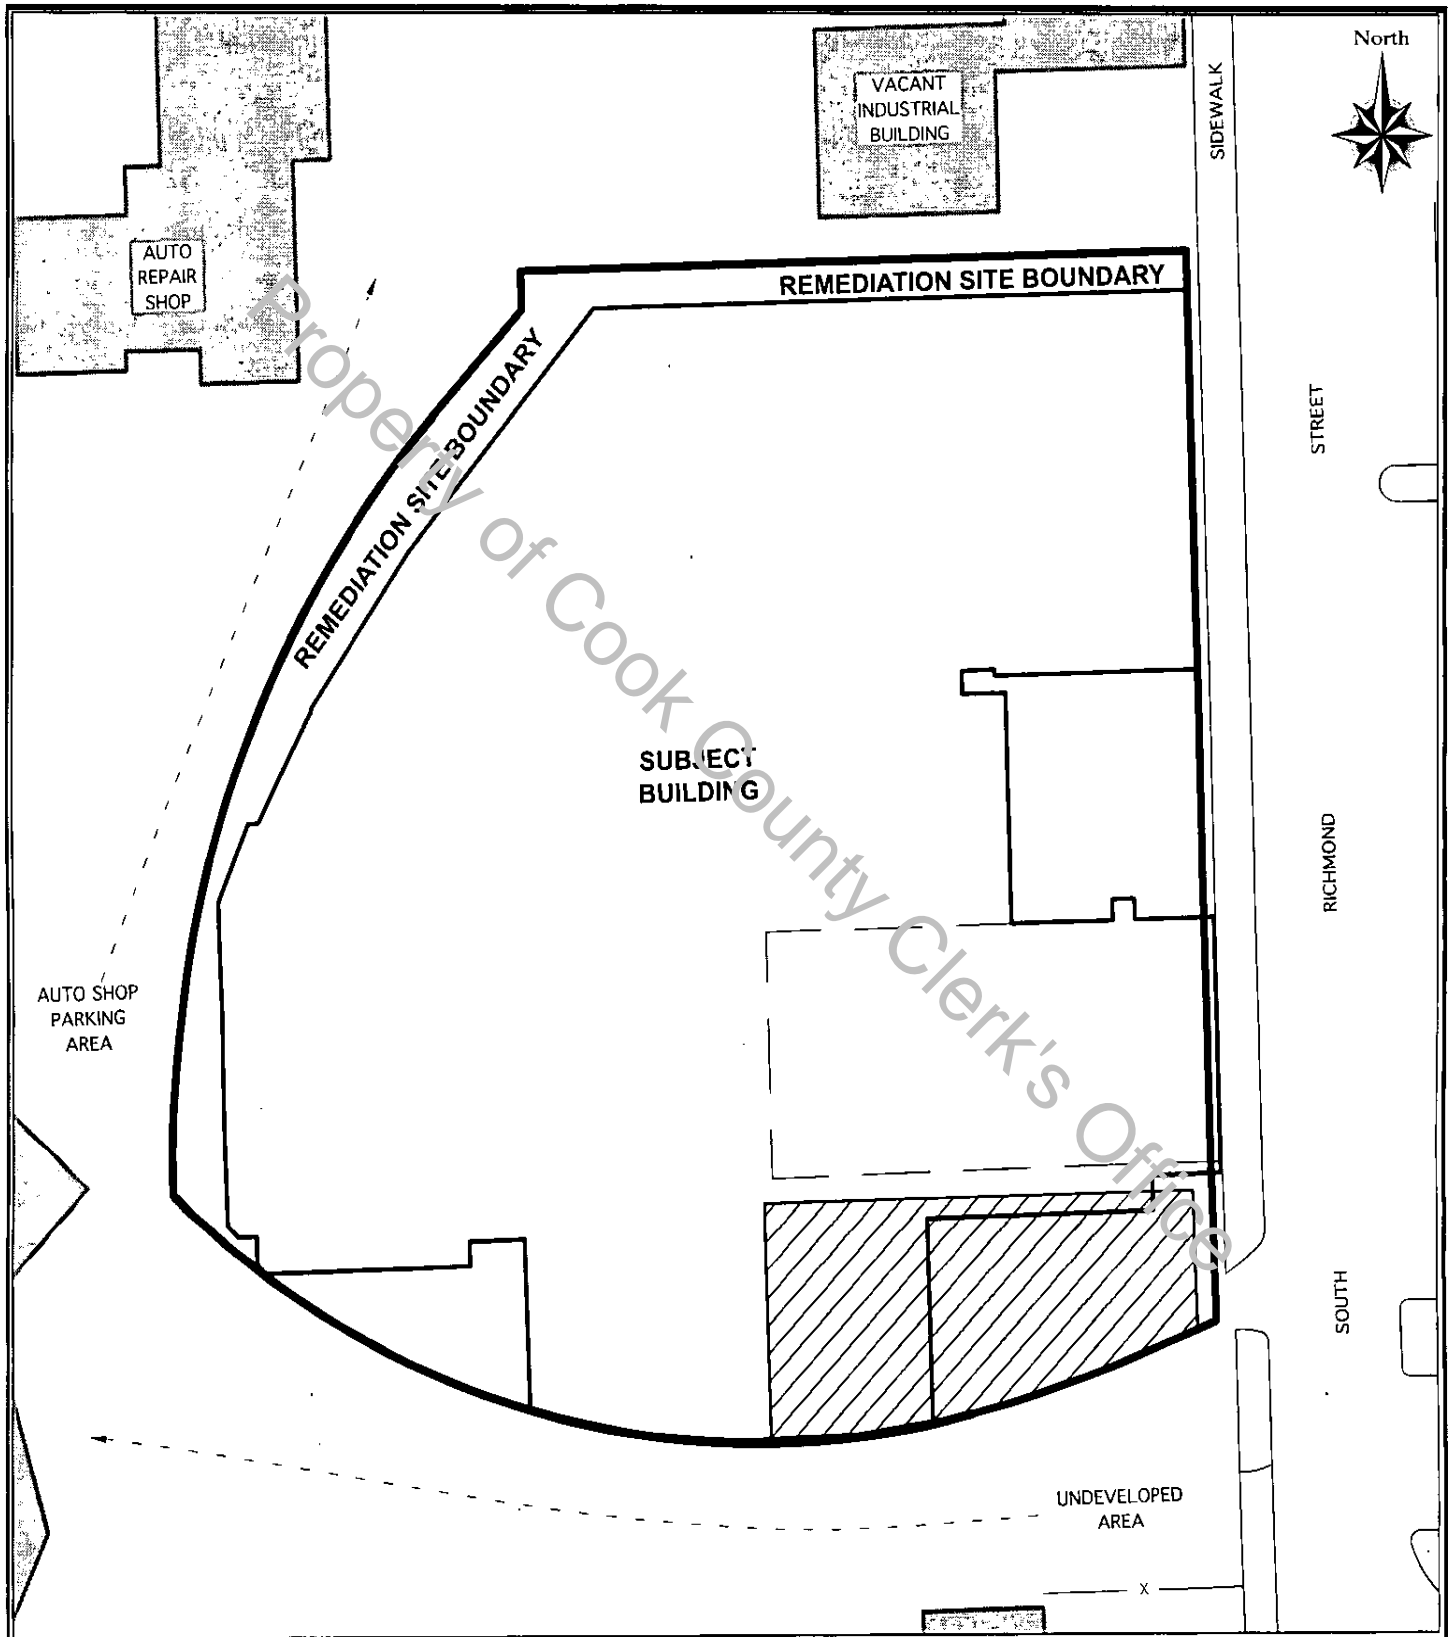 North
VACANT
INDUSTRIAL
BUILDING
SIDEWALK
AUTO
REPAIR
SHOP
REMEDIATION SITE BOUNDARY
REMEDIATION SITE BOUNDARY
STREET
SUBJECT
BUILDING
RICHMOND
AUTO SHOP
PARKING
AREA
SOUTH
UNDEVELOPED
AREA
X
Property of Cook County Clerk's Office